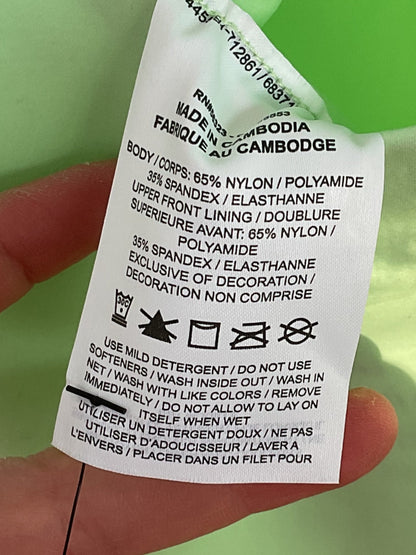 MADE IN CAMBODIA
FABRIQUE AU CAMBODGE
BODY / CORPS: 65% NYLON / POLYAMIDE
35% SPANDEX / ELASTHANNE
UPPER FRONT LINING / DOUBLURE
SUPERIEURE AVANT: 65% NYLON /
POLYAMIDE
35% SPANDEX / ELASTHANNE
EXCLUSIVE OF DECORATION /
DECORATION NON COMPRISE
USE MILD DETERGENT / DO NOT USE
SOFTENERS / WASH INSIDE OUT / WASH IN
NET / WASH WITH LIKE COLORS / REMOVE
IMMEDIATELY / DO NOT ALLOW TO LAY ON
ITSELF WHEN WET
UTILISER UN DETERGENT DOUX / NE PAS
UTILISER D'ADOUCISSEUR / LAVER A
L'ENVERS / PLACER DANS UN FILET POUR